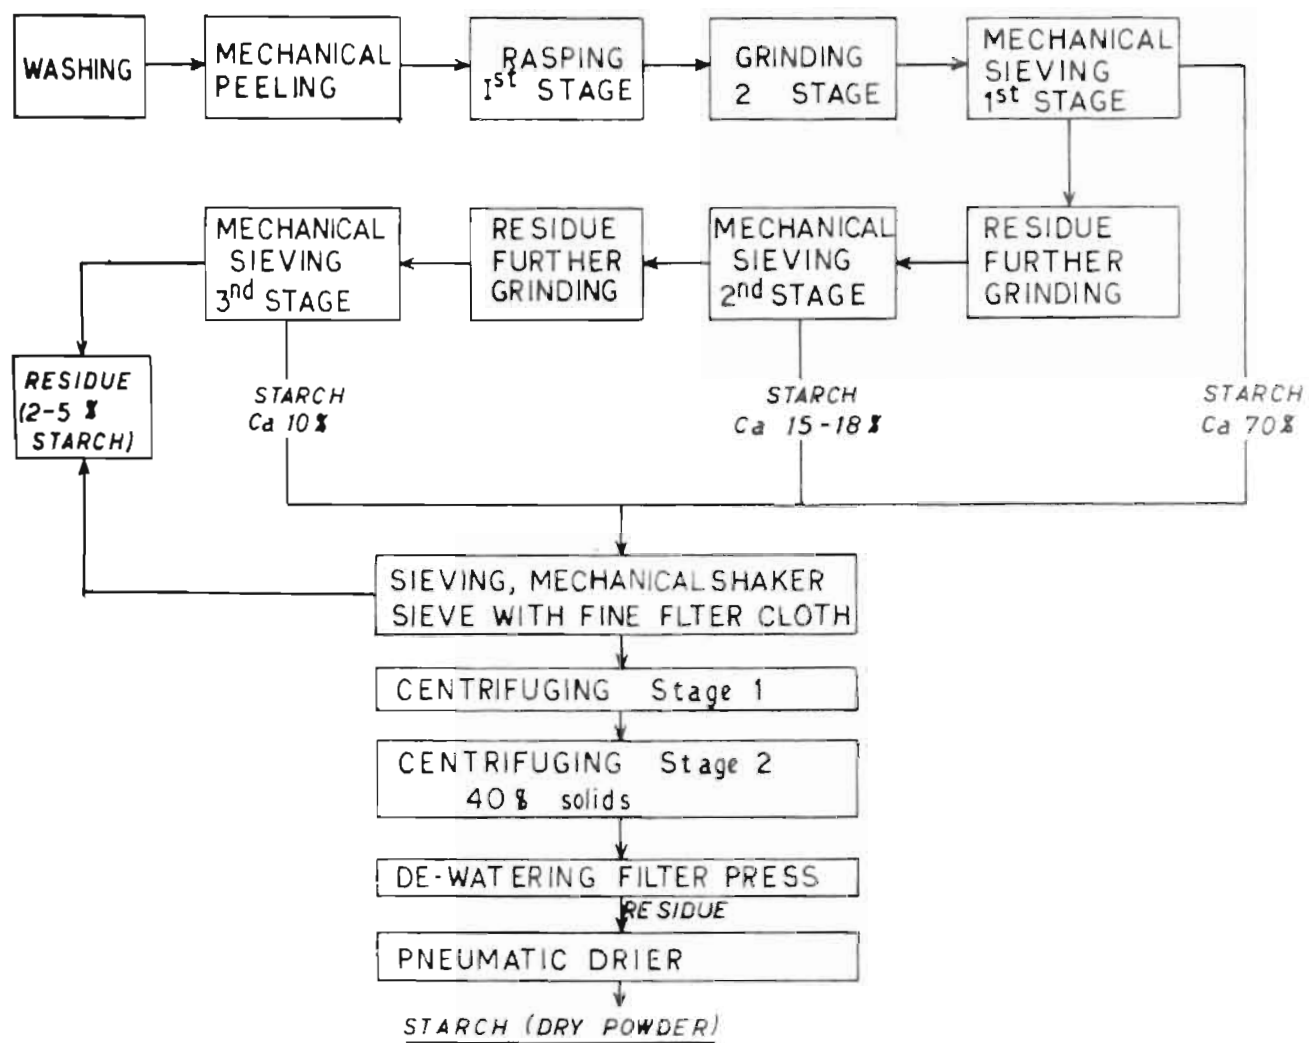 WASHING
MECHANICAL
PEELING
RASPING
Ist STAGE
GRINDING
2 STAGE
MECHANICAL
SIEVING
1st STAGE
MECHANICAL
SIEVING
3nd STAGE
RESIDUE
FURTHER
GRINDING
MECHANICAL
SIEVING
2nd STAGE
RESIDUE
FURTHER
GRINDING
RESIDUE
(2-5 %
STARCH)
STARCH
Ca 10%
STARCH
Ca 15-18%
STARCH
Ca 70%
SIEVING, MECHANICAL SHAKER
SIEVE WITH FINE FLTER CLOTH
CENTRIFUGING Stage 1
CENTRIFUGING Stage 2
40% solids
DE-WATERING FILTER PRESS
RESIDUE
PNEUMATIC DRIER
STARCH (DRY POWDER)